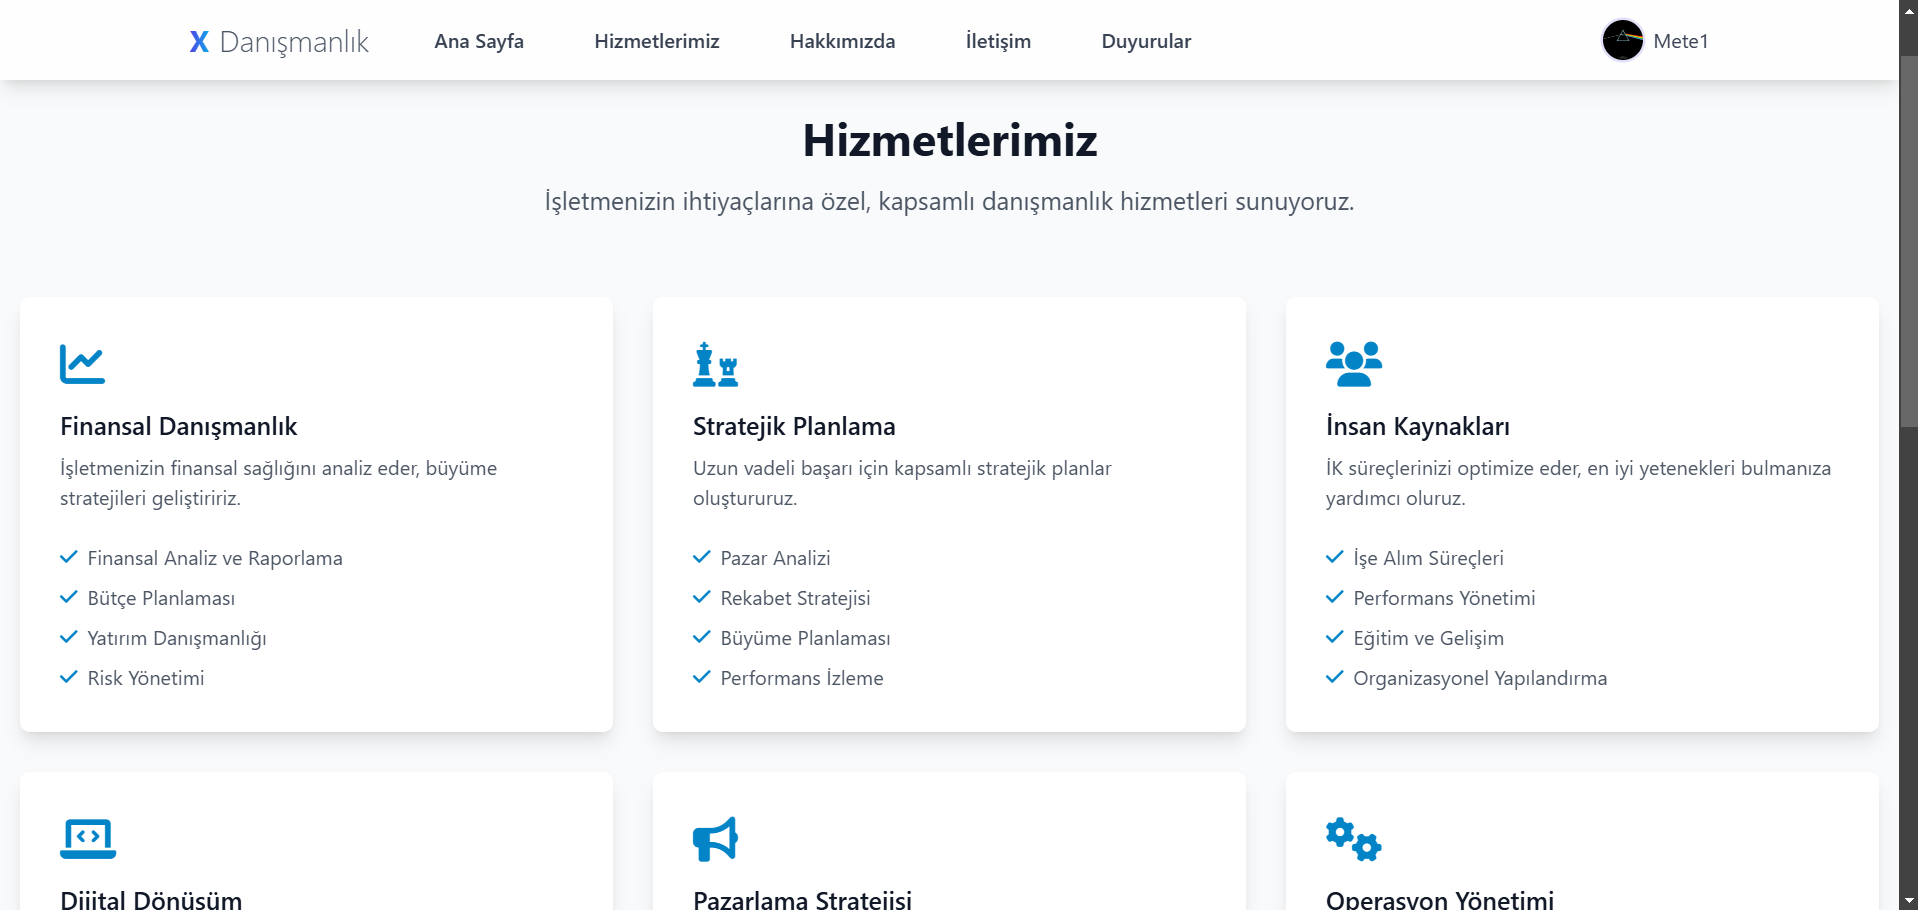 X Danışmanlık Ana Sayfa Hizmetlerimiz Hakkımızda İletişim Duyurular Mete1
Hizmetlerimiz
İşletmenizin ihtiyaçlarına özel, kapsamlı danışmanlık hizmetleri sunuyoruz.
Finansal Danışmanlık
İşletmenizin finansal sağlığını analiz eder, büyüme
stratejileri geliştiririz.
Finansal Analiz ve Raporlama
Bütçe Planlaması
Yatırım Danışmanlığı
Risk Yönetimi
Stratejik Planlama
Uzun vadeli başarı için kapsamlı stratejik planlar
oluştururuz.
Pazar Analizi
Rekabet Stratejisi
Büyüme Planlaması
Performans İzleme
İnsan Kaynakları
İK süreçlerinizi optimize eder, en iyi yetenekleri bulmanıza
yardımcı oluruz.
İşe Alım Süreçleri
Performans Yönetimi
Eğitim ve Gelişim
Organizasyonel Yapılandırma
Dijital Dönüşüm
Pazarlama Stratejisi
Operasyon Yönetimi